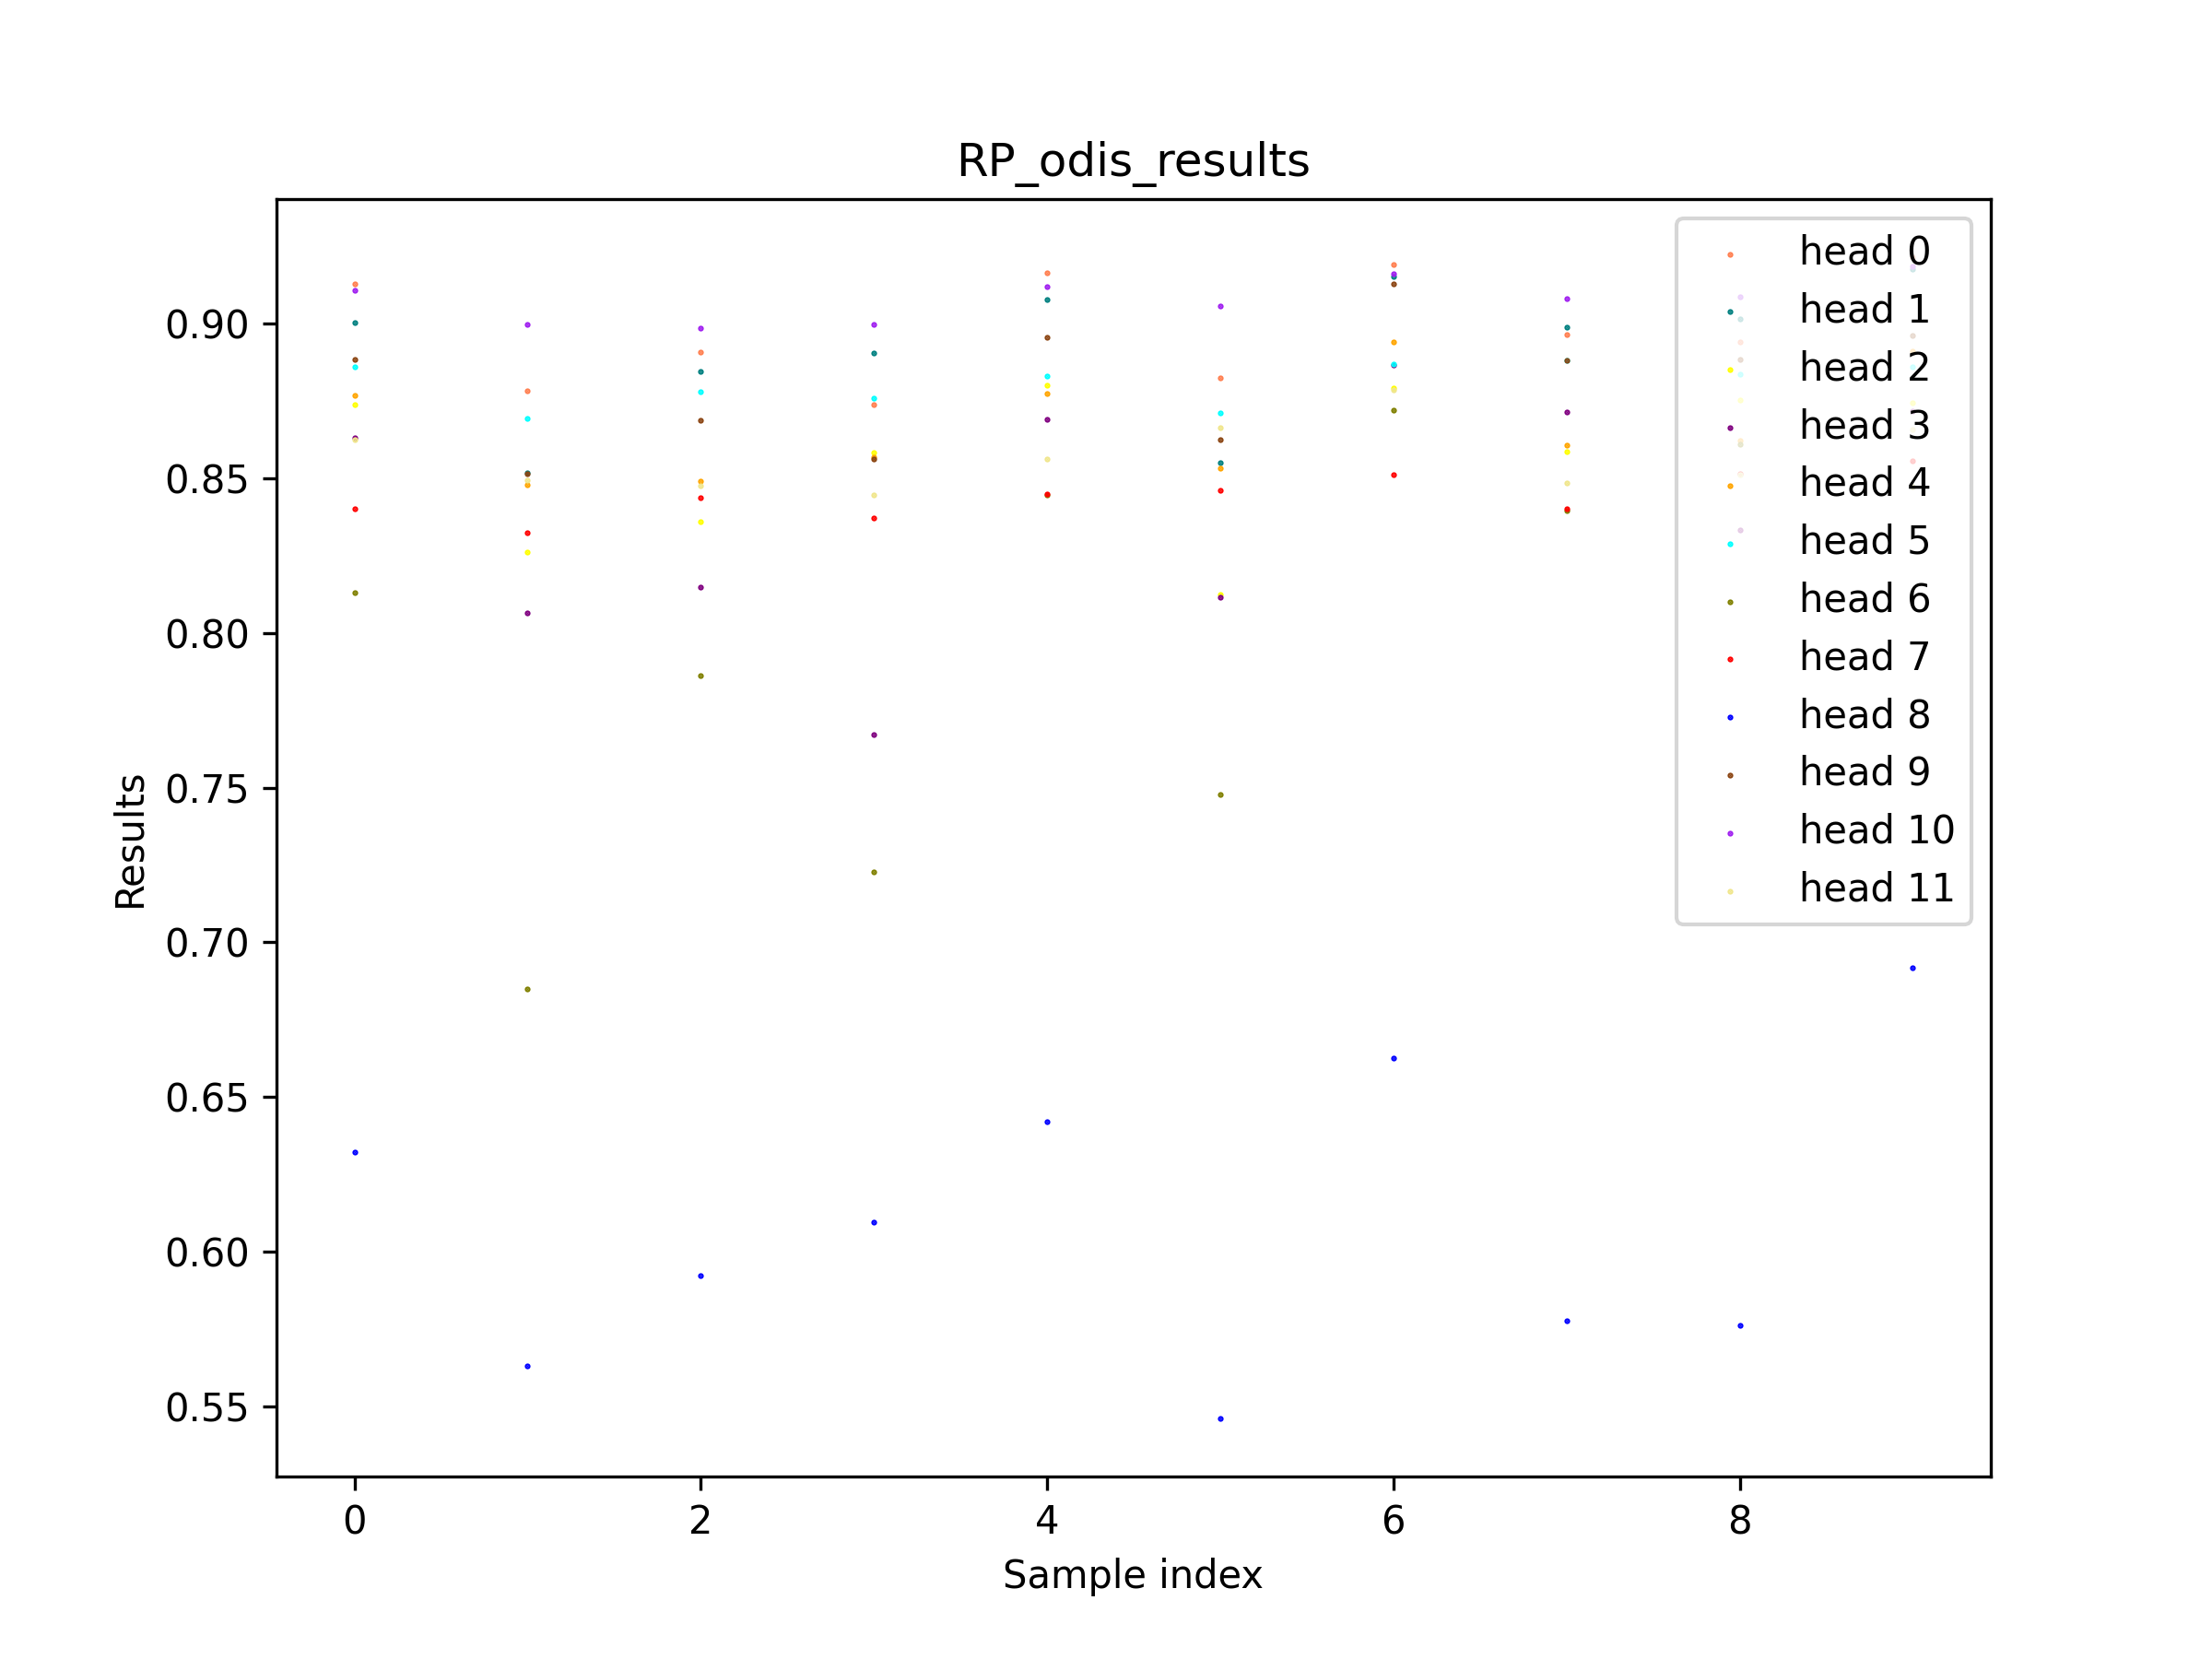 RP_odis_results
Results
0.90
0.85
0.80
0.75
0.70
0.65
0.60
0.55
0 2 4 6 8
Sample index
head 0
head 1
head 2
head 3
head 4
head 5
head 6
head 7
head 8
head 9
head 10
head 11